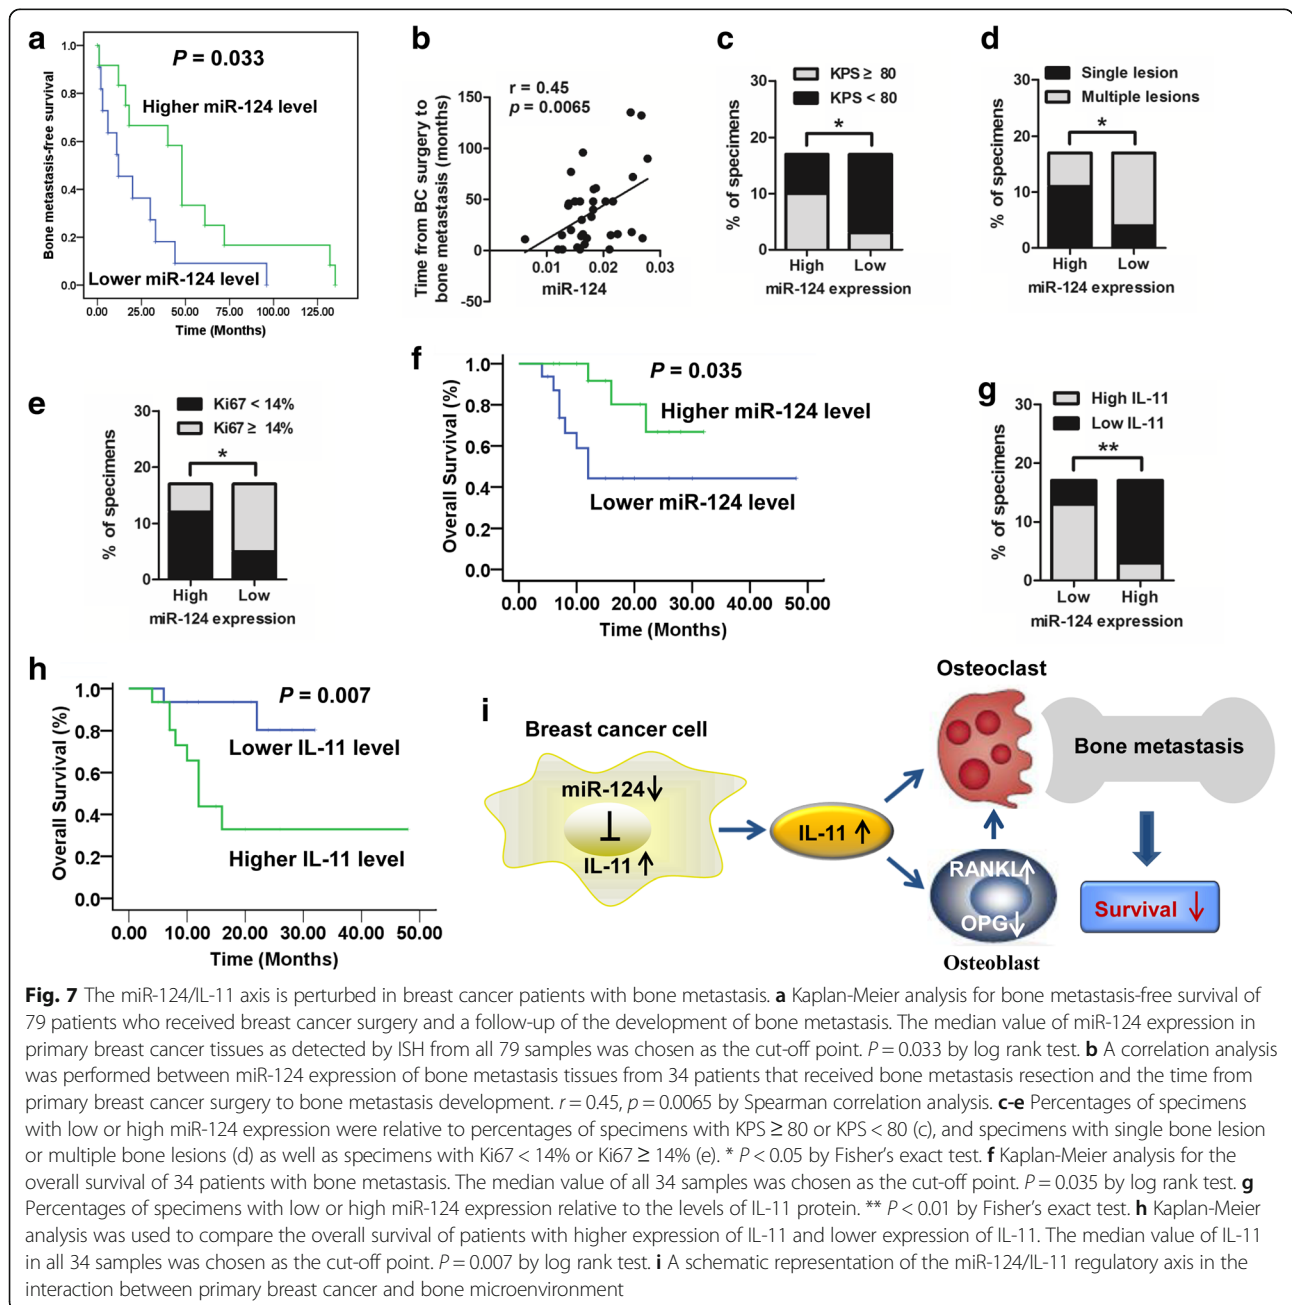 a
P = 0.033
Higher miR-124 level
Lower miR-124 level
Bone metastasis-free survival
1.0
0.8
0.6
0.4
0.2
0.0
0.00 25.00 50.00 75.00 100.00 125.00
Time (Months)
b
r = 0.45
p = 0.0065
Time from BC surgery to
bone metastasis (months)
150
100
50
0
-50
0.01 0.02 0.03
miR-124
c
KPS ≥ 80
KPS < 80
*
% of specimens
30
20
10
0
High Low
miR-124 expression
d
Single lesion
Multiple lesions
*
% of specimens
30
20
10
0
High Low
miR-124 expression
e
Ki67 < 14%
Ki67 ≥ 14%
*
% of specimens
30
20
10
0
High Low
miR-124 expression
f
P = 0.035
Higher miR-124 level
Lower miR-124 level
Overall Survival (%)
1.0
0.8
0.6
0.4
0.2
0.0
0.00 10.00 20.00 30.00 40.00 50.00
Time (Months)
g
High IL-11
Low IL-11
**
% of specimens
30
20
10
0
Low High
miR-124 expression
h
P = 0.007
Lower IL-11 level
Higher IL-11 level
Overall Survival (%)
1.0
0.8
0.6
0.4
0.2
0.0
0.00 10.00 20.00 30.00 40.00 50.00
Time (Months)
i
Breast cancer cell
miR-124↓
IL-11 ↑
IL-11 ↑
Osteoclast
Bone metastasis
RANKL↑
OPG↓
Osteoblast
Survival ↓
Fig. 7 The miR-124/IL-11 axis is perturbed in breast cancer patients with bone metastasis. a Kaplan-Meier analysis for bone metastasis-free survival of
79 patients who received breast cancer surgery and a follow-up of the development of bone metastasis. The median value of miR-124 expression in
primary breast cancer tissues as detected by ISH from all 79 samples was chosen as the cut-off point. P = 0.033 by log rank test. b A correlation analysis
was performed between miR-124 expression of bone metastasis tissues from 34 patients that received bone metastasis resection and the time from
primary breast cancer surgery to bone metastasis development. r = 0.45, p = 0.0065 by Spearman correlation analysis. c-e Percentages of specimens
with low or high miR-124 expression were relative to percentages of specimens with KPS ≥ 80 or KPS < 80 (c), and specimens with single bone lesion
or multiple bone lesions (d) as well as specimens with Ki67 < 14% or Ki67 ≥ 14% (e). * P < 0.05 by Fisher's exact test. f Kaplan-Meier analysis for the
overall survival of 34 patients with bone metastasis. The median value of all 34 samples was chosen as the cut-off point. P = 0.035 by log rank test. g
Percentages of specimens with low or high miR-124 expression relative to the levels of IL-11 protein. ** P < 0.01 by Fisher's exact test. h Kaplan-Meier
analysis was used to compare the overall survival of patients with higher expression of IL-11 and lower expression of IL-11. The median value of IL-11
in all 34 samples was chosen as the cut-off point. P = 0.007 by log rank test. i A schematic representation of the miR-124/IL-11 regulatory axis in the
interaction between primary breast cancer and bone microenvironment